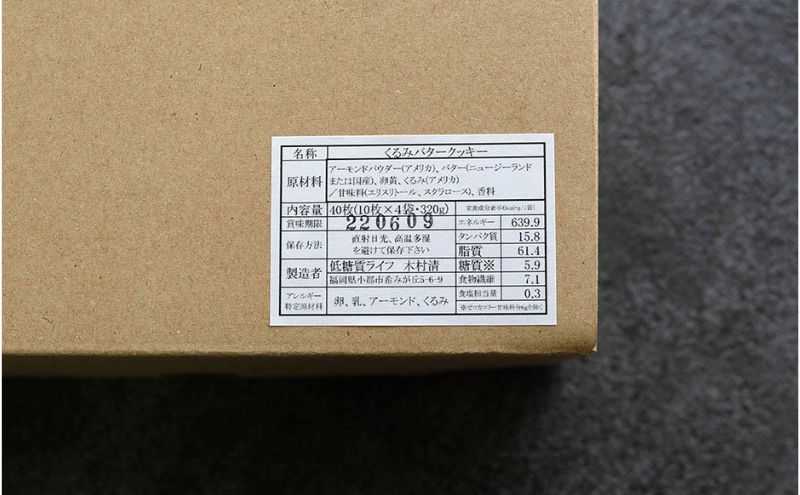 名称 くるみバタークッキー
原材料 アーモンドパウダー(アメリカ)、バター(ニュージーランド
または国産)、卵黄、くるみ(アメリカ)
／甘味料(エリスリトール、スクラロース)、香料
内容量 40枚(10枚×4袋・320g)
賞味期限 220609
保存方法 直射日光、高温多湿
を避けて保存下さい
製造者 低糖質ライフ 木村清
福岡県小郡市希みが丘5-6-9
アレルギー
特定原材料 卵、乳、アーモンド、くるみ
エネルギー 639.9
タンパク質 15.8
脂質 61.4
糖質※ 5.9
食物繊維 7.1
食塩相当量 0.3